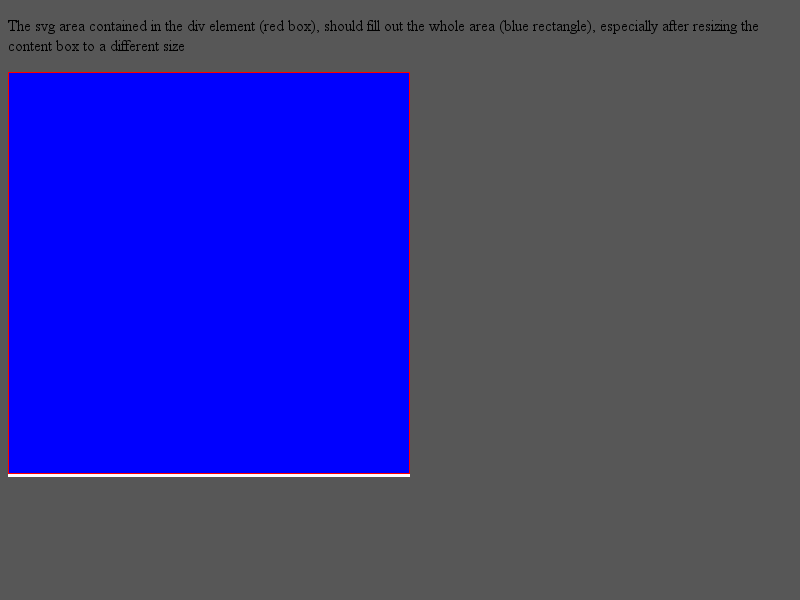 The svg area contained in the div element (red box), should fill out the whole area (blue rectangle), especially after resizing the
content box to a different size